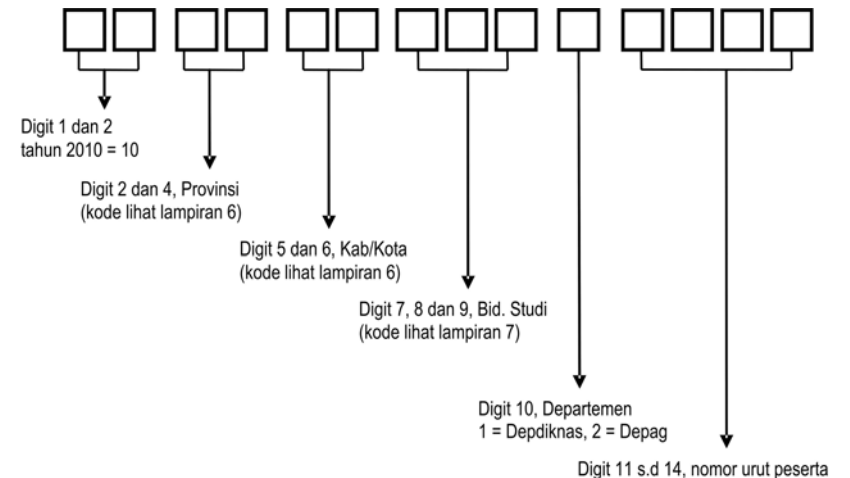 Digit 1 dan 2
tahun 2010 = 10
Digit 2 dan 4, Provinsi
(kode lihat lampiran 6)
Digit 5 dan 6, Kab/Kota
(kode lihat lampiran 6)
Digit 7, 8 dan 9, Bid. Studi
(kode lihat lampiran 7)
Digit 10, Departemen
1 = Depdiknas, 2 = Depag
Digit 11 s.d 14, nomor urut peserta